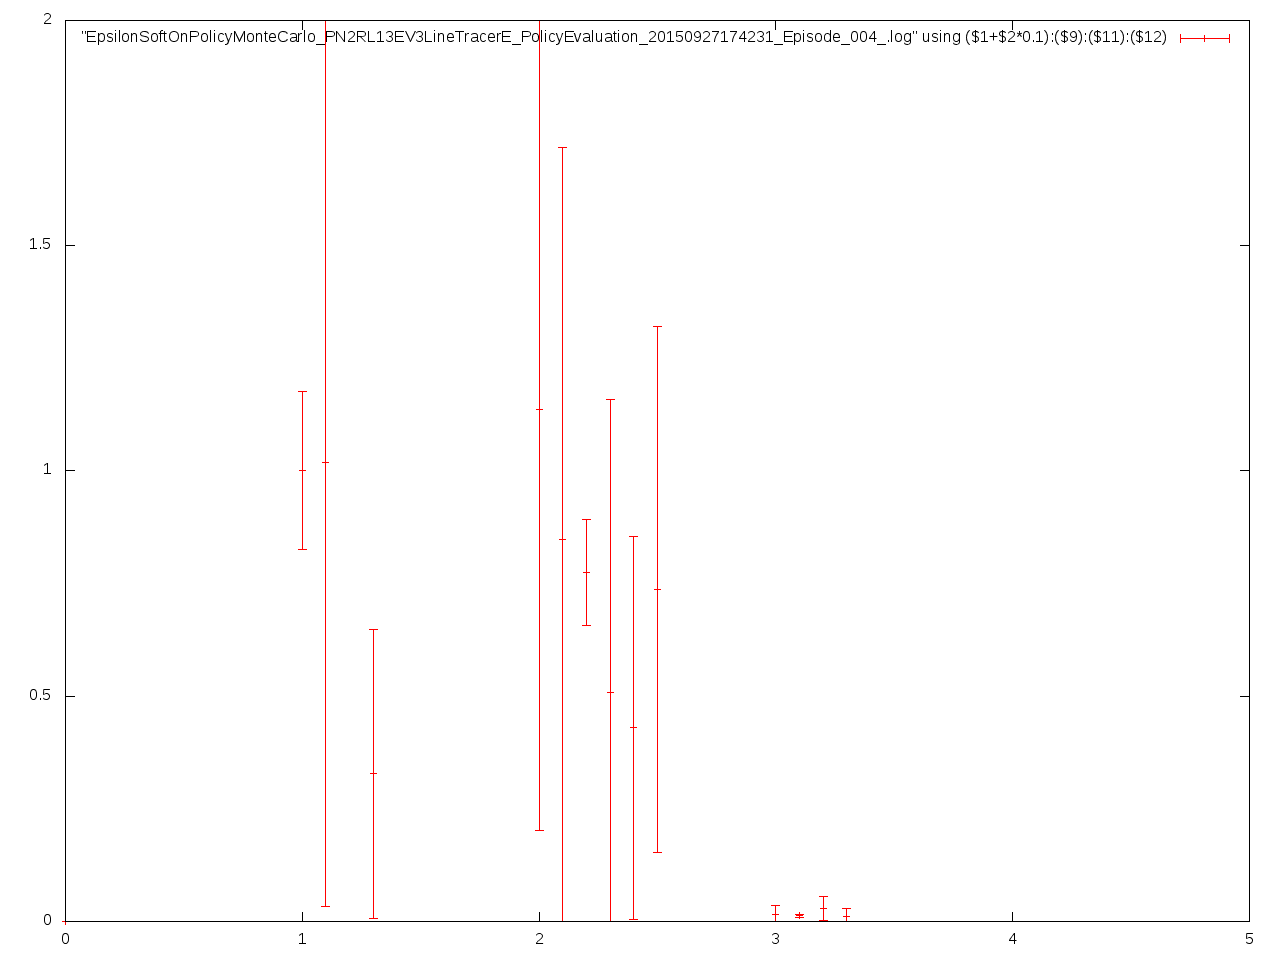 2
"EpsilonSoftOnPolicyMonteCarlo_PN2RL13EV3LineTracerE_PolicyEvaluation_20150927174231_Episode_004_.log" using ($1+$2*0.1):($9):($11):($12)
1.5
1
0.5
0
0 1 2 3 4 5